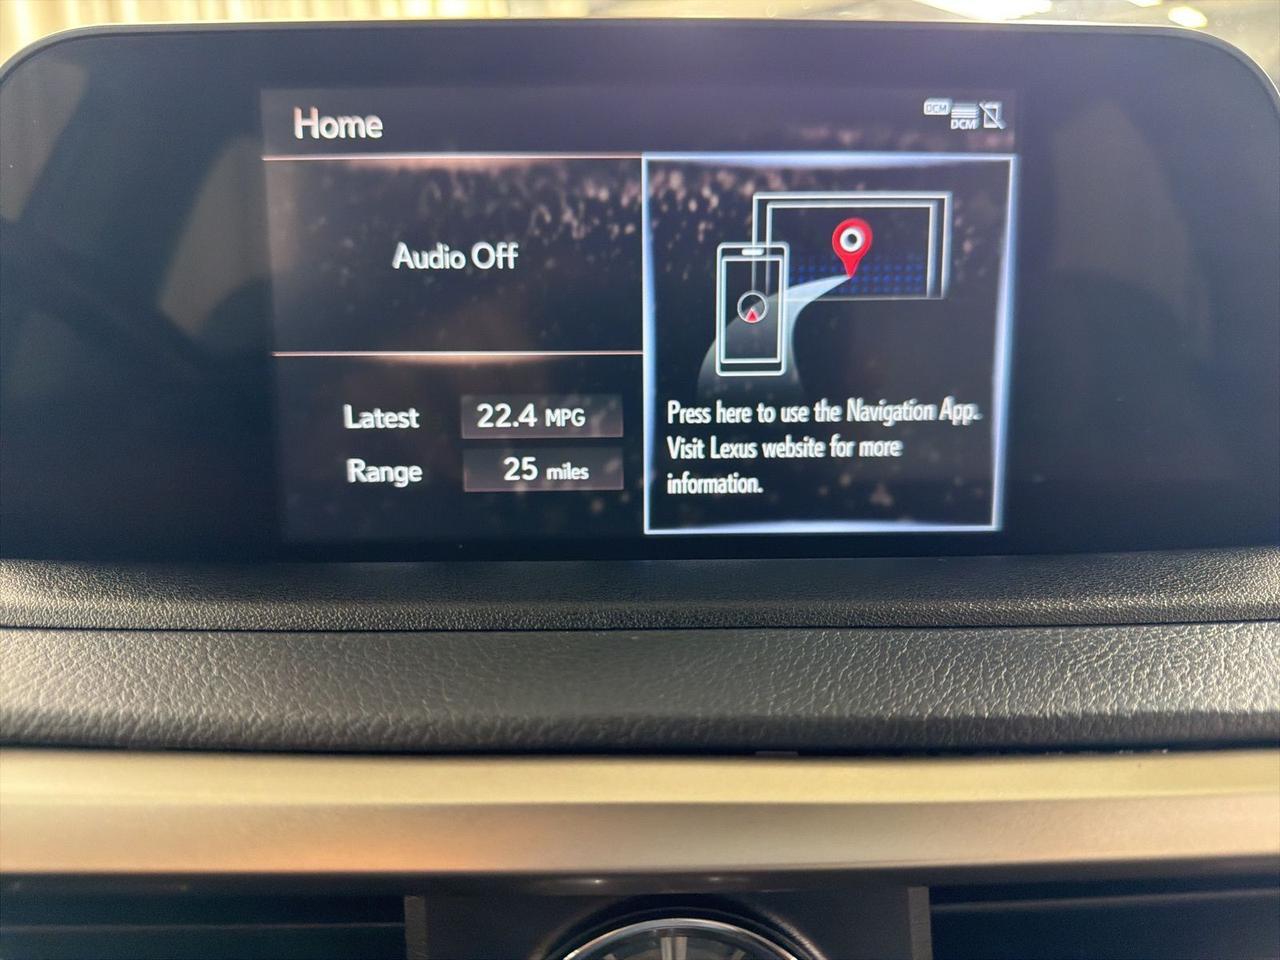 Home
DCM
DCM
Audio Off
Latest 22.4 MPG
Range 25 miles
Press here to use the Navigation App.
Visit Lexus website for more
information.